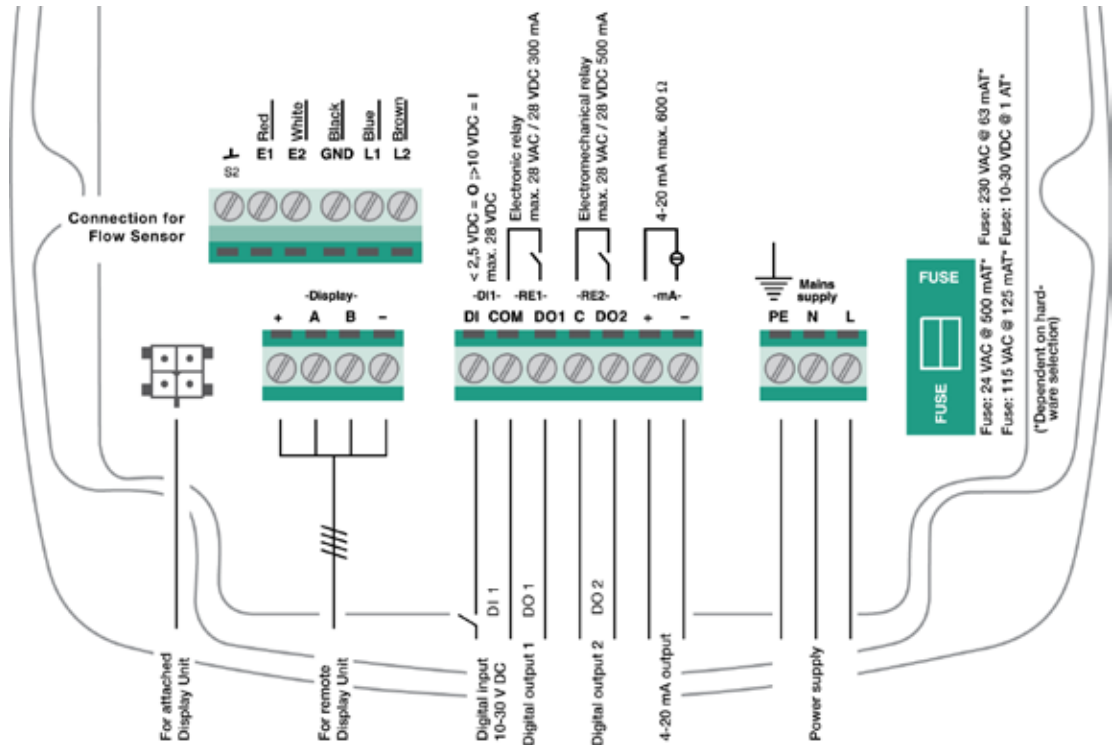 Red
White
Black
Blue
Brown
E1
E2
GND
L1
L2
S2
Connection for
Flow Sensor
< 2,5 VDC = O ;>10 VDC = I
max. 28 VDC
Electronic relay
max. 28 VAC / 28 VDC 300 mA
Electromechanical relay
max. 28 VAC / 28 VDC 500 mA
4-20 mA max. 600 Ω
-Display-
+
A
B
-
-DI1-
-RE1-
-RE2-
-mA-
DI
COM
DO1
C
DO2
+
-
Mains
supply
PE
N
L
FUSE
FUSE
Fuse: 24 VAC @ 500 mAT* Fuse: 230 VAC @ 63 mAT*
Fuse: 115 VAC @ 125 mAT* Fuse: 10-30 VDC @ 1 AT*
(*Dependent on hard-
ware selection)
DI 1
DO 1
DO 2
For attached
Display Unit
For remote
Display Unit
Digital input
10-30 V DC
Digital output 1
Digital output 2
4-20 mA output
Power supply